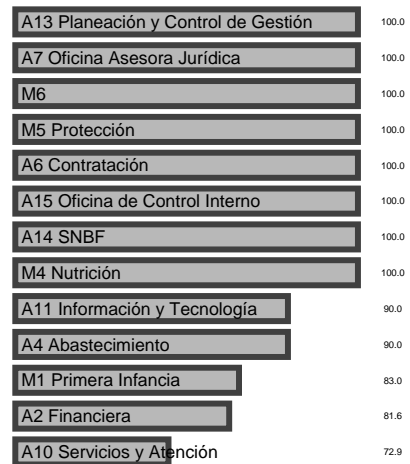 A13 Planeación y Control de Gestión 100.0
A7 Oficina Asesora Jurídica 100.0
M6 100.0
M5 Protección 100.0
A6 Contratación 100.0
A15 Oficina de Control Interno 100.0
A14 SNBF 100.0
M4 Nutrición 100.0
A11 Información y Tecnología 90.0
A4 Abastecimiento 90.0
M1 Primera Infancia 83.0
A2 Financiera 81.6
A10 Servicios y Atención 72.9